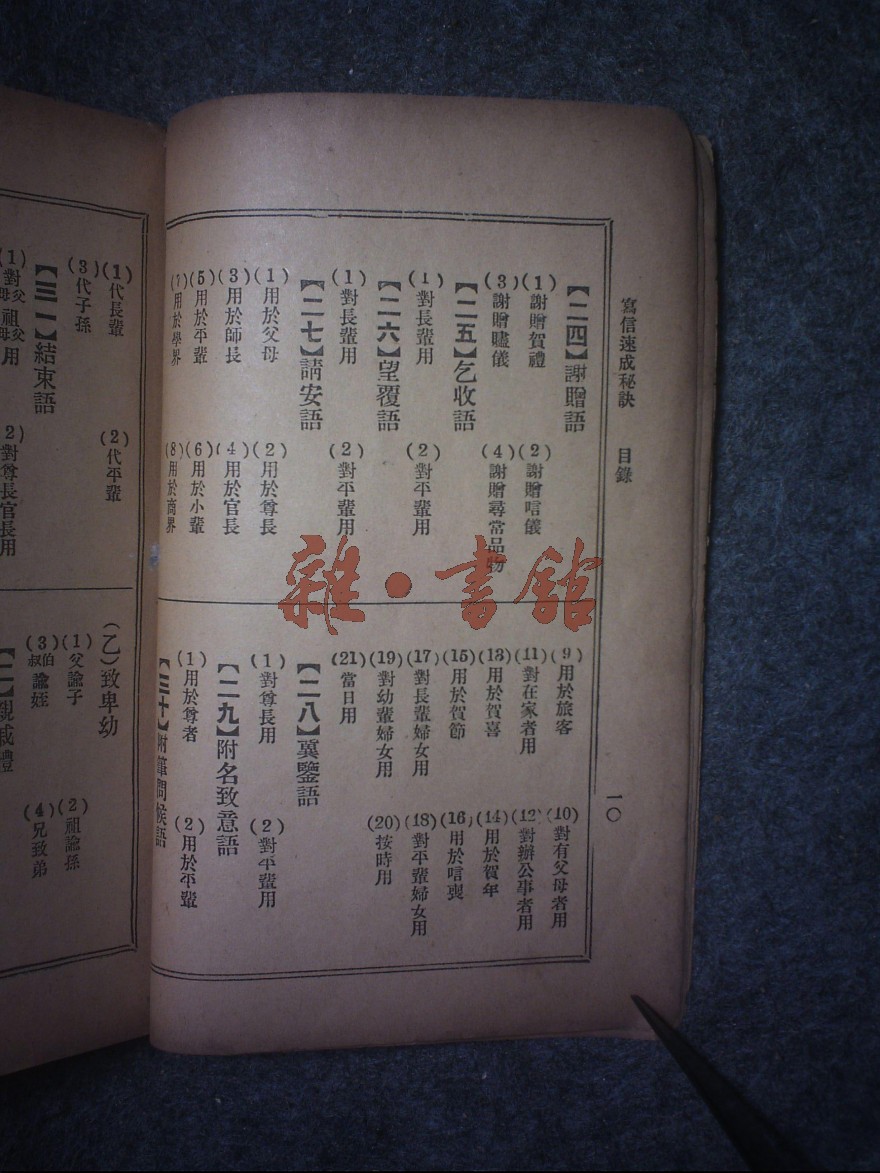 寫信速成秘訣 目錄 一〇
【二四】謝贈語
(1)謝贈賀禮 (2)謝贈唁儀
(3)謝贈贐儀 (4)謝贈尋常品物
【二五】乞收語
(1)對長輩用 (2)對平輩用
【二六】望覆語
(1)對長輩用 (2)對平輩用
【二七】請安語
(1)用於父母 (2)用於尊長
(3)用於師長 (4)用於官長
(5)用於平輩 (6)用於小輩
(7)用於學界 (8)用於商界
(9)用於旅客 (10)對有父母者用
(11)對在家者用 (12)對辦公事者用
(13)用於賀喜 (14)用於賀年
(15)用於賀節 (16)用於唁喪
(17)對長輩婦女用 (18)對平輩婦女用
(19)對幼輩婦女用 (20)按時用
(21)當日用
【二八】冀鑒語
(1)對尊長用 (2)對平輩用
【二九】附名致意語
(1)用於尊者 (2)用於平輩
【三十】附筆問候語
(1)代長輩 (2)代平輩
(3)代子孫
【三一】結束語
(1)對父母祖父母用 (2)對尊長官長用
(乙)致卑幼
(1)父諭子 (2)祖諭孫
(3)伯叔諭姪 (4)兄致弟
【二】親戚禮
雜·書館